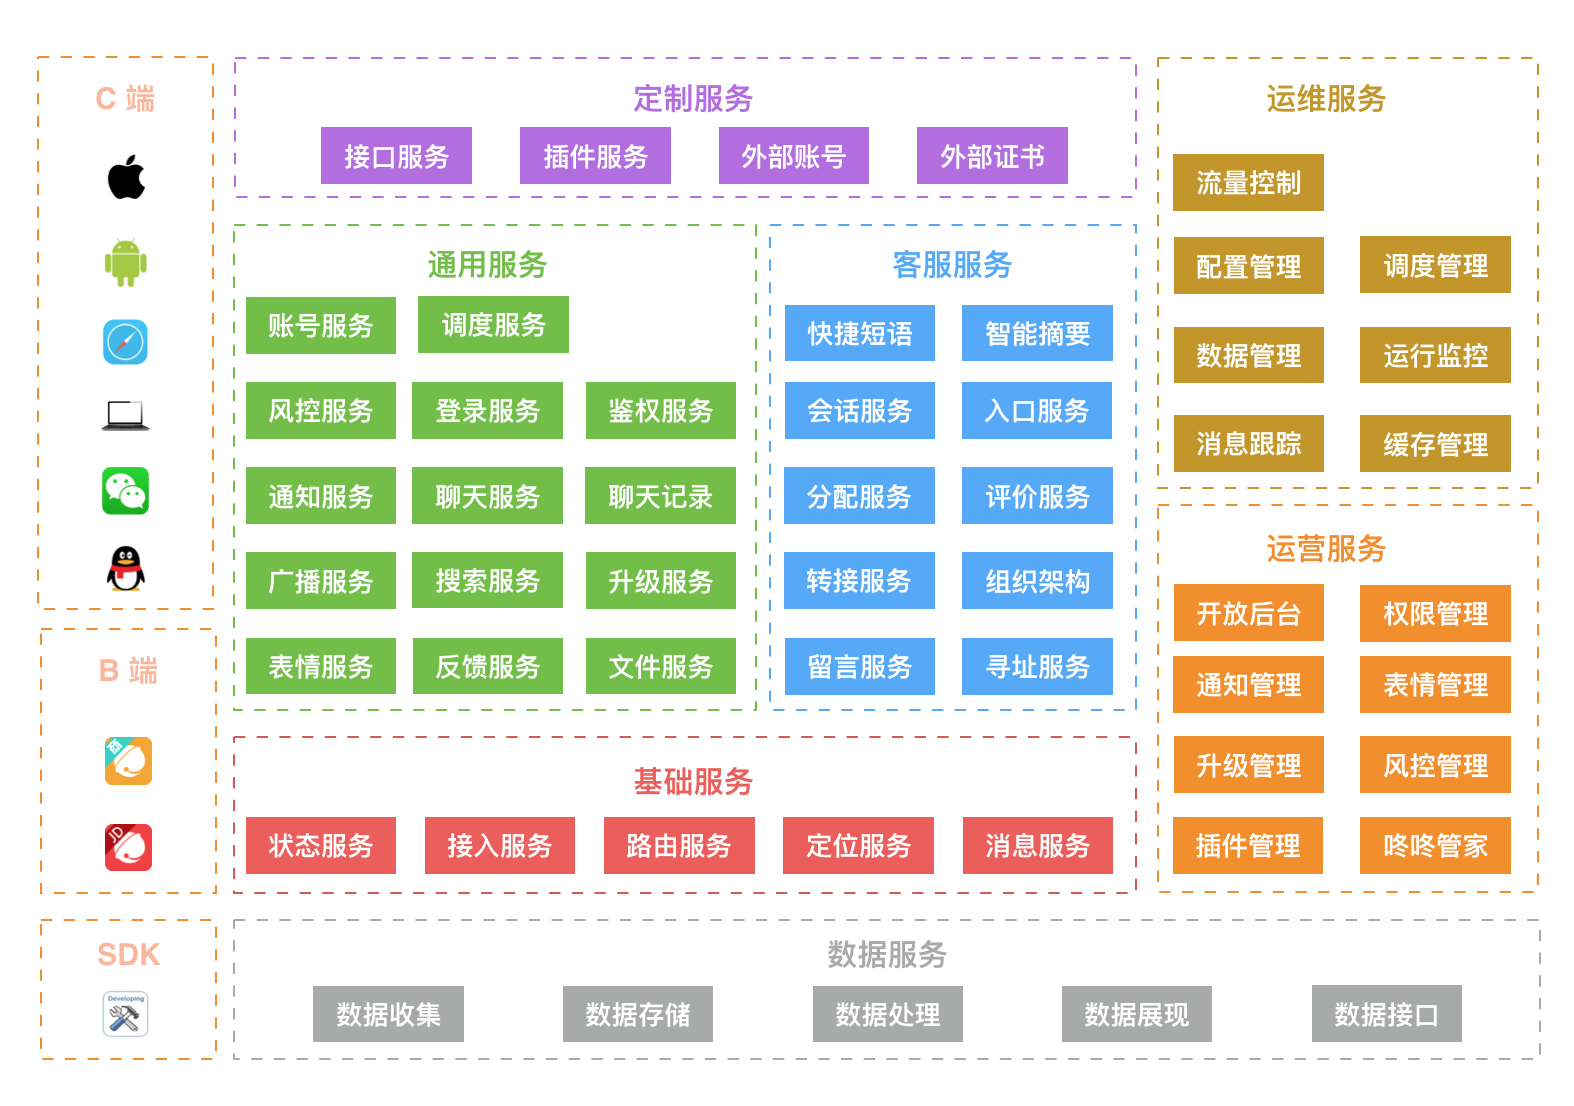 C 端
定制服务
接口服务
插件服务
外部账号
外部证书
通用服务
账号服务
调度服务
风控服务
登录服务
鉴权服务
通知服务
聊天服务
聊天记录
广播服务
搜索服务
升级服务
表情服务
反馈服务
文件服务
客服服务
快捷短语
智能摘要
会话服务
入口服务
分配服务
评价服务
转接服务
组织架构
留言服务
寻址服务
运维服务
流量控制
配置管理
调度管理
数据管理
运行监控
消息跟踪
缓存管理
运营服务
开放后台
权限管理
通知管理
表情管理
升级管理
风控管理
插件管理
咚咚管家
B 端
JD
基础服务
状态服务
接入服务
路由服务
定位服务
消息服务
SDK
Developing
数据服务
数据收集
数据存储
数据处理
数据展现
数据接口